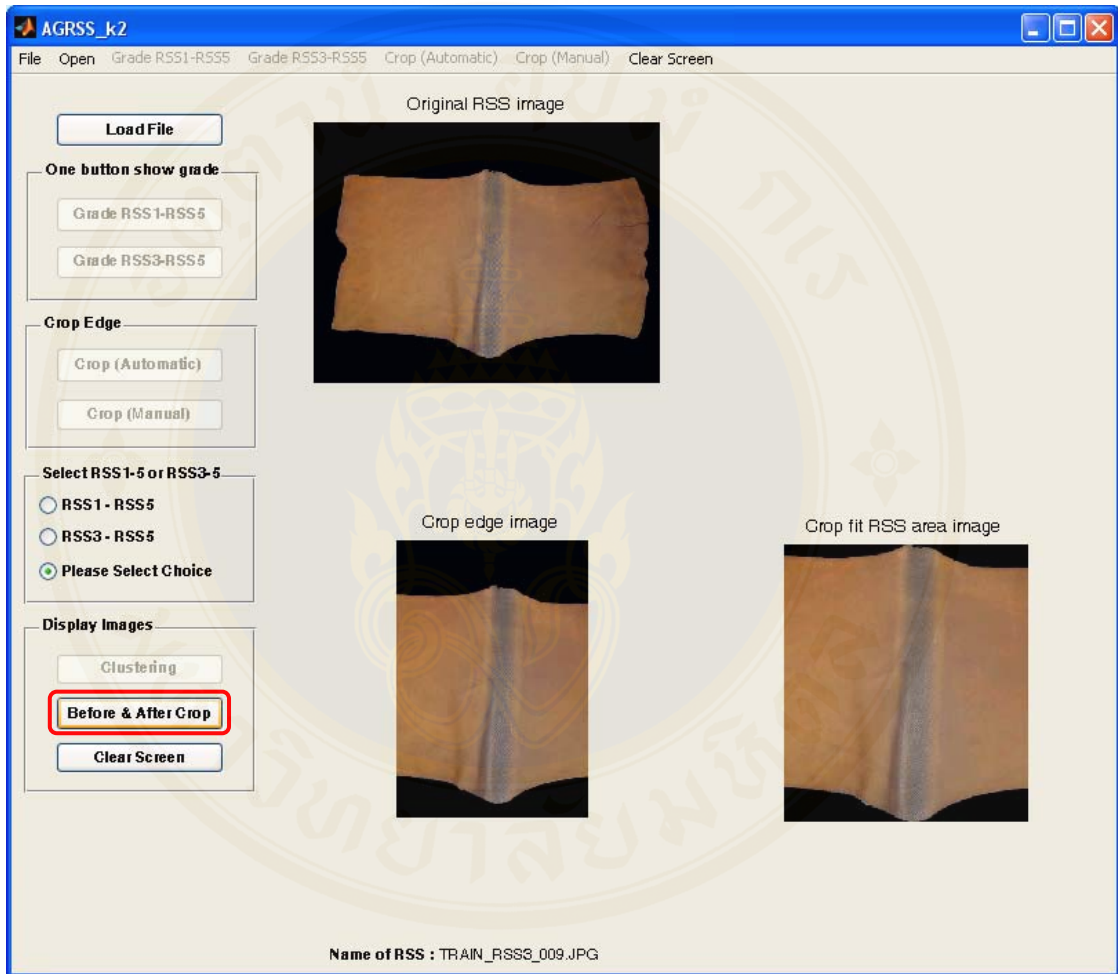 AGRSS_k2
File Open Grade RSS1-RSS5 Grade RSS3-RSS5 Crop (Automatic) Crop (Manual) Clear Screen
Load File
One button show grade
Grade RSS1-RSS5
Grade RSS3-RSS5
Crop Edge
Crop (Automatic)
Crop (Manual)
Select RSS1-5 or RSS3-5
RSS1 - RSS5
RSS3 - RSS5
Please Select Choice
Display Images
Clustering
Before & After Crop
Clear Screen
Original RSS image
Crop edge image
Crop fit RSS area image
Name of RSS : TRAIN_RSS3_009.JPG